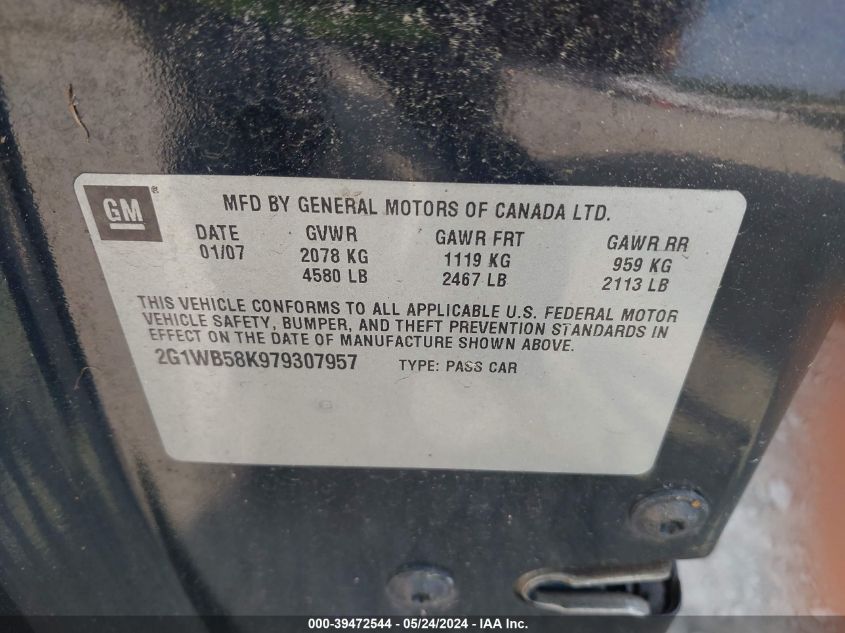 GM®
MFD BY GENERAL MOTORS OF CANADA LTD.
DATE GVWR GAWR FRT GAWR RR
01/07 2078 KG 1119 KG 959 KG
4580 LB 2467 LB 2113 LB
THIS VEHICLE CONFORMS TO ALL APPLICABLE U.S. FEDERAL MOTOR
VEHICLE SAFETY, BUMPER, AND THEFT PREVENTION STANDARDS IN
EFFECT ON THE DATE OF MANUFACTURE SHOWN ABOVE.
2G1WB58K979307957 TYPE: PASS CAR
000-39472544 - 05/24/2024 - IAA Inc.